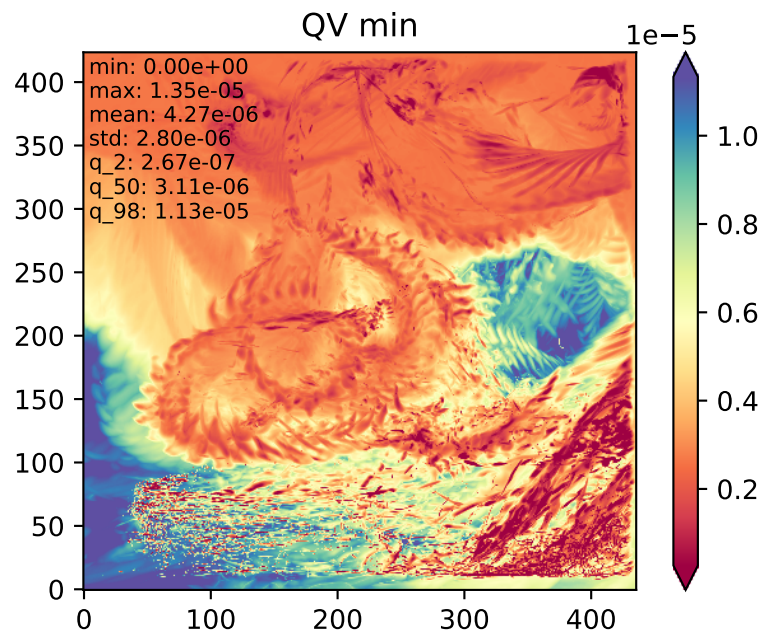 QV min
1e−5
min: 0.00e+00
max: 1.35e-05
mean: 4.27e-06
std: 2.80e-06
q_2: 2.67e-07
q_50: 3.11e-06
q_98: 1.13e-05
400
350
300
250
200
150
100
50
0
0 100 200 300 400
1.0
0.8
0.6
0.4
0.2